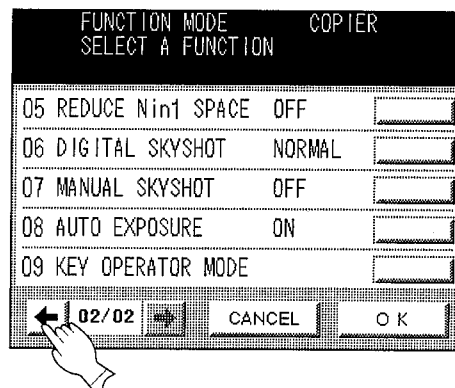 FUNCTION MODE COPIER
SELECT A FUNCTION
05 REDUCE Nin1 SPACE OFF
06 DIGITAL SKYSHOT NORMAL
07 MANUAL SKYSHOT OFF
08 AUTO EXPOSURE ON
09 KEY OPERATOR MODE
02/02 CANCEL OK